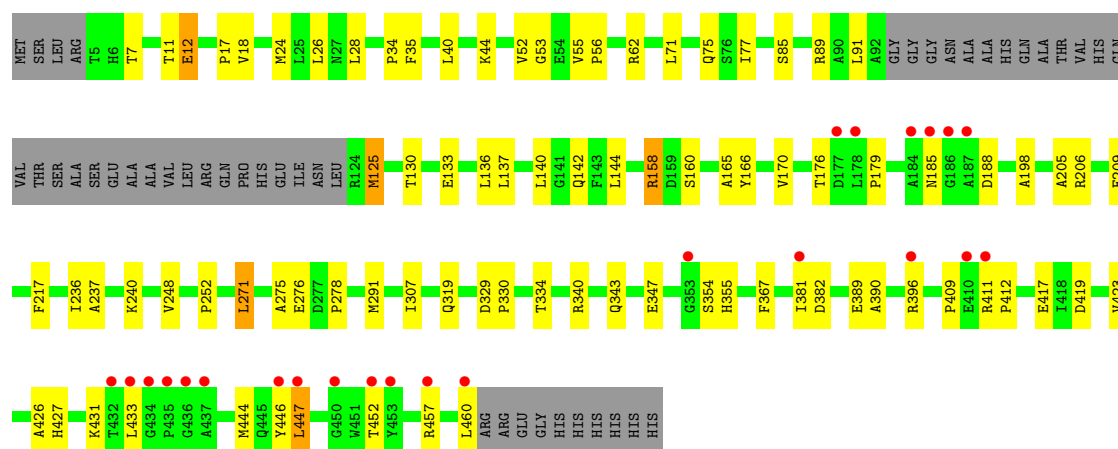 MET SER LEU ARG T5 H6 T7 T11 E12 P17 V18 M24 L25 L26 N27 L28 P34 F35 L40 K44 V52 G53 E54 V55 P56 R62 L71 Q75 S76 I77 S85 R89 A90 L91 A92 GLY GLY GLY ASN ALA ALA HIS GLN ALA THR VAL HIS GLN
VAL THR SER ALA SER GLU ALA ALA VAL LEU ARG GLN PRO HIS GLU ILE ASN LEU R124 M125 T130 E133 L136 L137 L140 G141 Q142 F143 L144 R158 D159 S160 A165 Y166 V170 T176 D177 L178 P179 A184 N185 G186 A187 D188 A198 A205 R206
F217 I236 A237 K240 V248 P252 L271 A275 E276 D277 P278 M291 I307 Q319 D329 P330 T334 R340 Q343 E347 G353 S354 H355 F367 I381 D382 E389 A390 R396 P409 E410 R411 P412 E417 I418 D419
A426 H427 K431 T432 L433 G434 P435 G436 A437 M444 Q445 Y446 L447 G450 W451 T452 Y453 R457 L460 ARG ARG GLU GLY HIS HIS HIS HIS HIS HIS